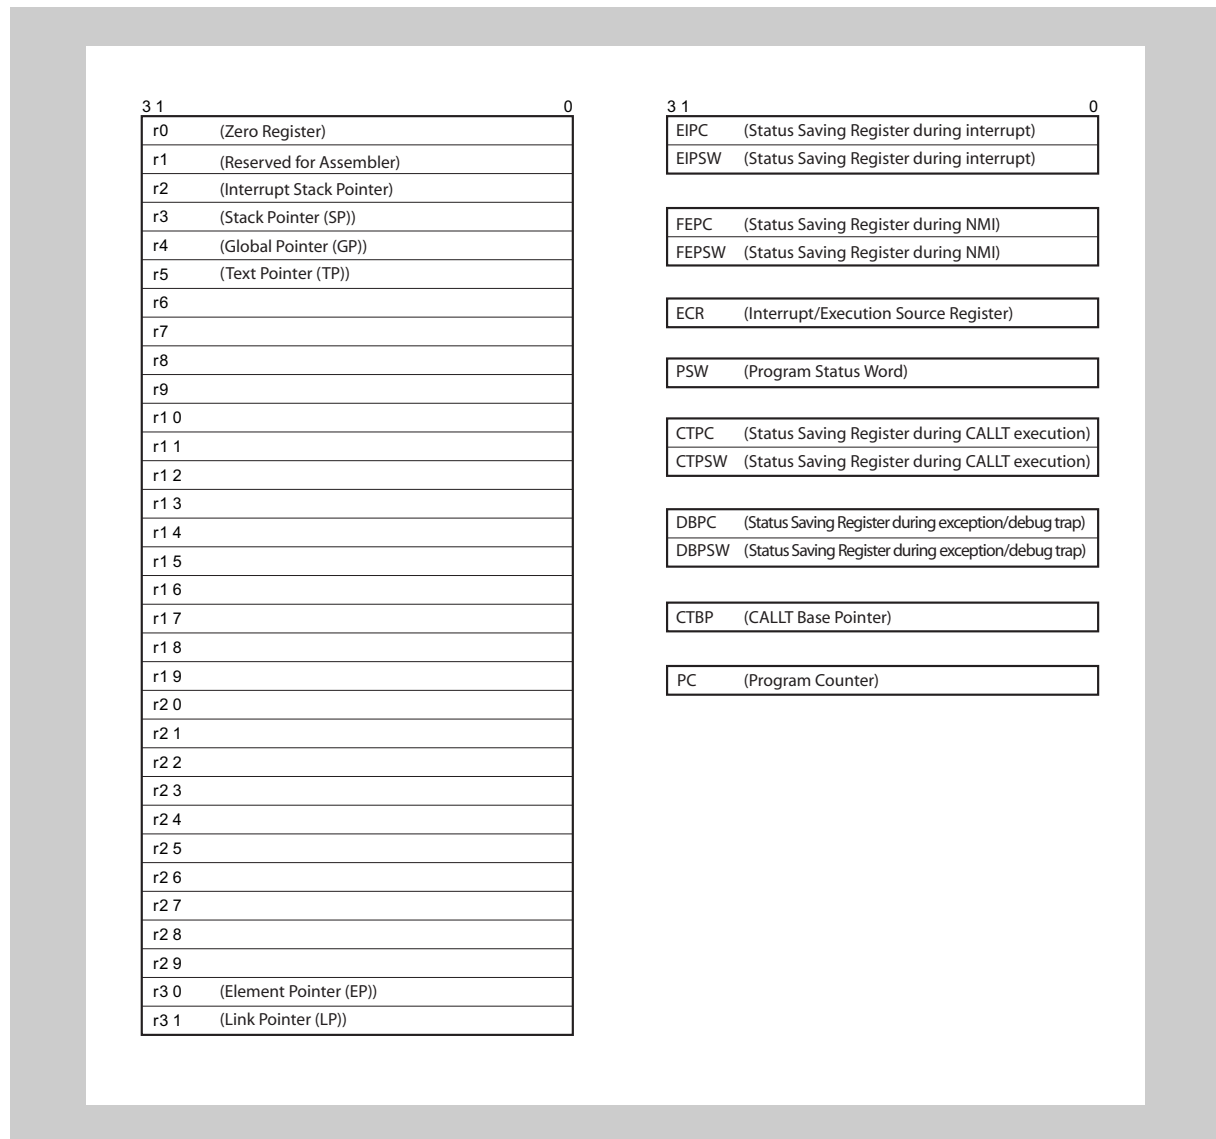 3 1 0
r0 (Zero Register)
r1 (Reserved for Assembler)
r2 (Interrupt Stack Pointer)
r3 (Stack Pointer (SP))
r4 (Global Pointer (GP))
r5 (Text Pointer (TP))
r6
r7
r8
r9
r1 0
r1 1
r1 2
r1 3
r1 4
r1 5
r1 6
r1 7
r1 8
r1 9
r2 0
r2 1
r2 2
r2 3
r2 4
r2 5
r2 6
r2 7
r2 8
r2 9
r3 0 (Element Pointer (EP))
r3 1 (Link Pointer (LP))
3 1 0
EIPC (Status Saving Register during interrupt)
EIPSW (Status Saving Register during interrupt)
FEPC (Status Saving Register during NMI)
FEPSW (Status Saving Register during NMI)
ECR (Interrupt/Execution Source Register)
PSW (Program Status Word)
CTPC (Status Saving Register during CALLT execution)
CTPSW (Status Saving Register during CALLT execution)
DBPC (Status Saving Register during exception/debug trap)
DBPSW (Status Saving Register during exception/debug trap)
CTBP (CALLT Base Pointer)
PC (Program Counter)